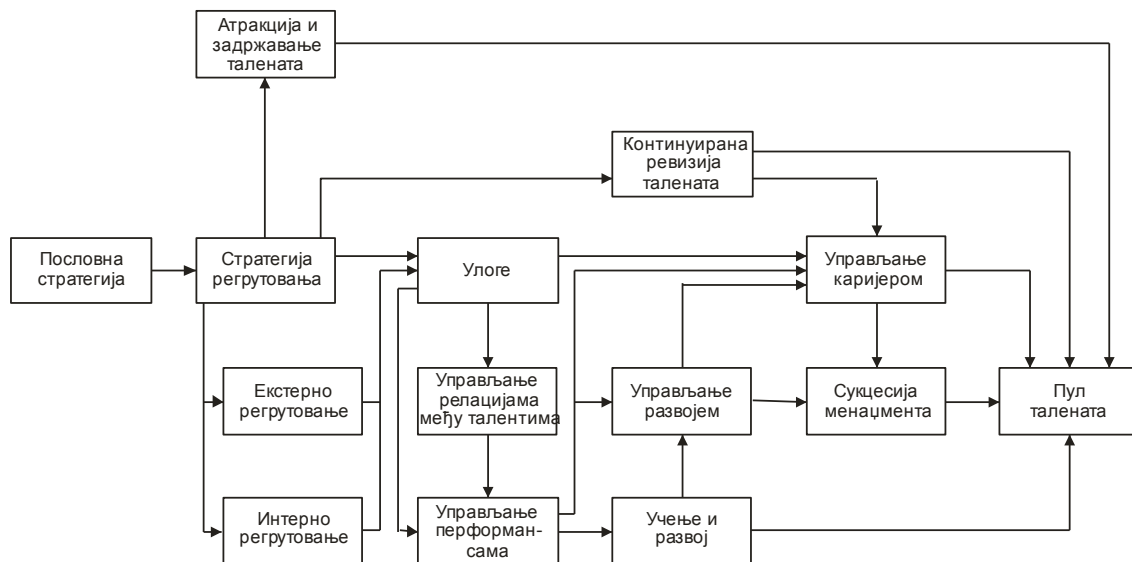 Атракција и
задржавање
талената
Континуирана
ревизија
талената
Пословна
стратегија
Стратегија
регрутовања
Улоге
Управљање
каријером
Екстерно
регрутовање
Управљање
релацијама
међу талентима
Управљање
развојем
Сукцесија
менаџмента
Пул
талената
Интерно
регрутовање
Управљање
перформан-
сама
Учење и
развој